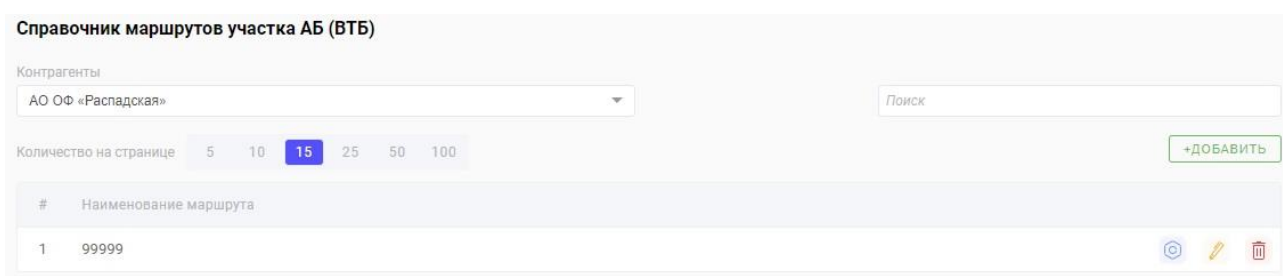 Справочник маршрутов участка АБ (ВТБ)
Контрагенты
АО ОФ «Распадская»
Поиск
Количество на странице 5 10 15 25 50 100
+ДОБАВИТЬ
# Наименование маршрута
1 99999